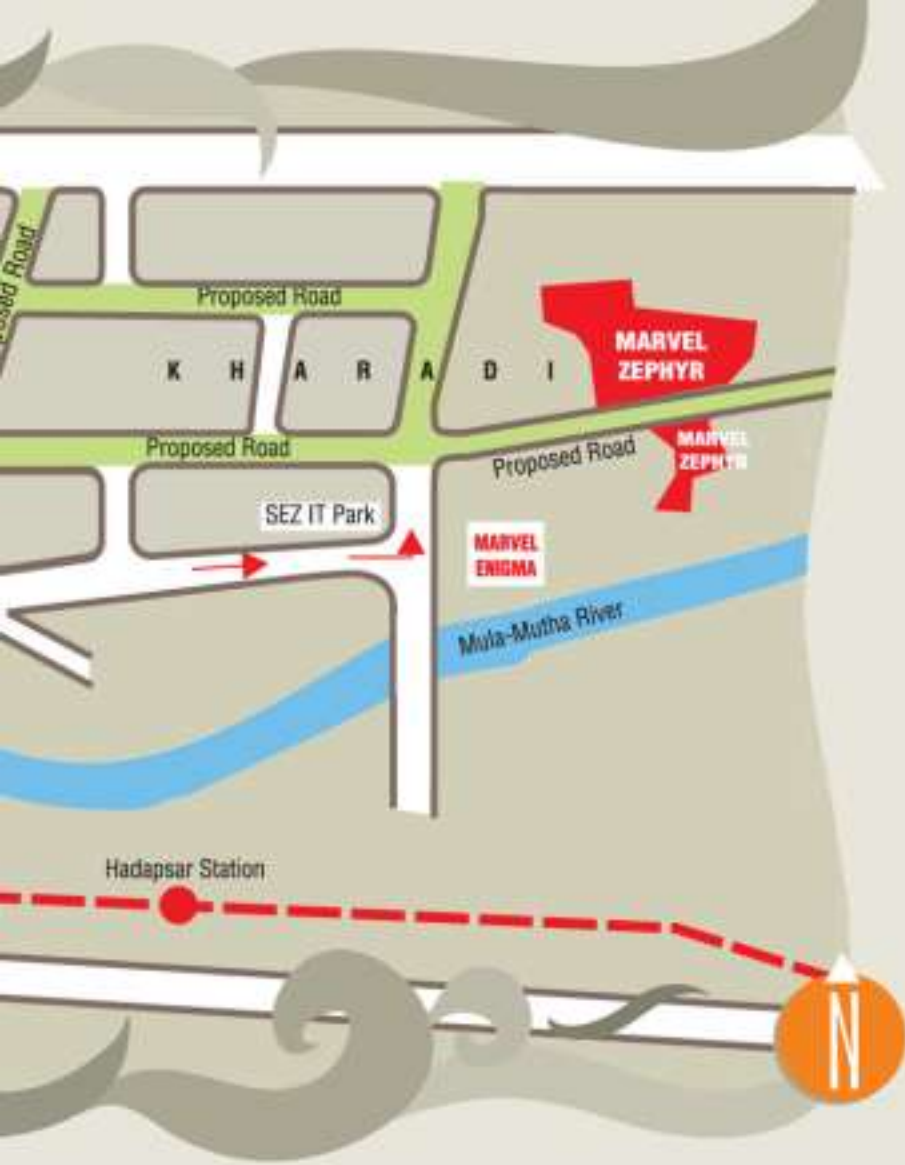 osed Road
Proposed Road
K H A R A D I
MARVEL
ZEPHYR
Proposed Road
Proposed Road
MARVEL
ZEPHYR
SEZ IT Park
MARVEL
ENIGMA
Mula-Mutha River
Hadapsar Station
N